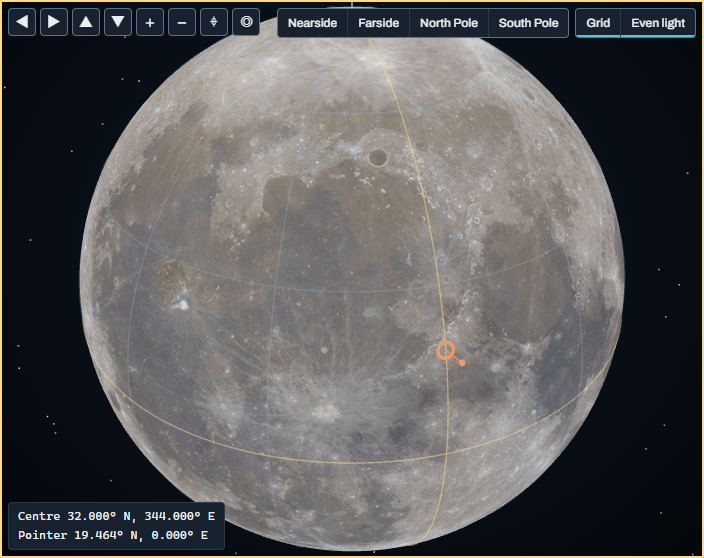 Nearside Farside North Pole South Pole Grid Even light
Centre 32.000° N, 344.000° E
Pointer 19.464° N, 0.000° E